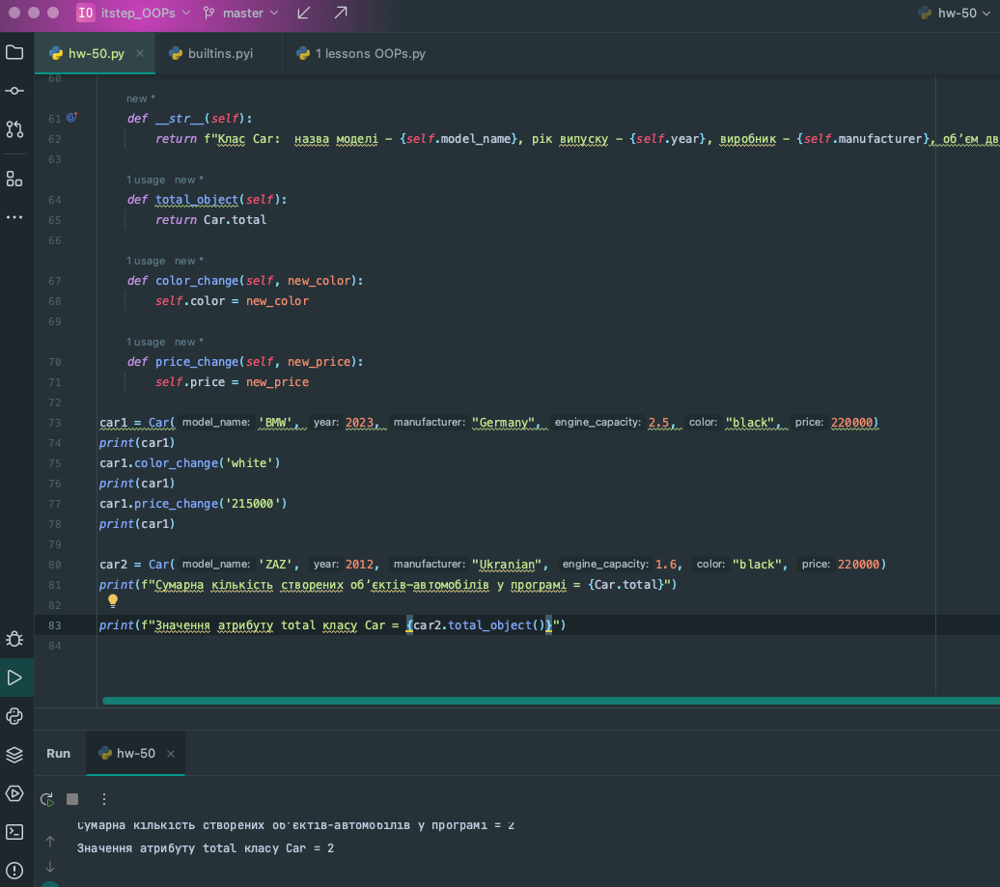 IO itstep_OOPs master hw-50
hw-50.py builtins.pyi 1 lessons OOPs.py
60
new *
61 def __str__(self):
62 return f"Клас Car:  назва моделі – {self.model_name}, рік випуску – {self.year}, виробник – {self.manufacturer}, об’єм дв
63
1 usage new *
64 def total_object(self):
65 return Car.total
66
1 usage new *
67 def color_change(self, new_color):
68 self.color = new_color
69
1 usage new *
70 def price_change(self, new_price):
71 self.price = new_price
72
73 car1 = Car( model_name: 'BMW', year: 2023, manufacturer: "Germany", engine_capacity: 2.5, color: "black", price: 220000)
74 print(car1)
75 car1.color_change('white')
76 print(car1)
77 car1.price_change('215000')
78 print(car1)
79
80 car2 = Car( model_name: 'ZAZ', year: 2012, manufacturer: "Ukranian", engine_capacity: 1.6, color: "black", price: 220000)
81 print(f"Сумарна кількість створених об’єктів-автомобілів у програмі = {Car.total}")
82
83 print(f"Значення атрибуту total класу Car = {car2.total_object()}")
84
Run hw-50
Сумарна кількість створених об’єктів-автомобілів у програмі = 2
Значення атрибуту total класу Car = 2